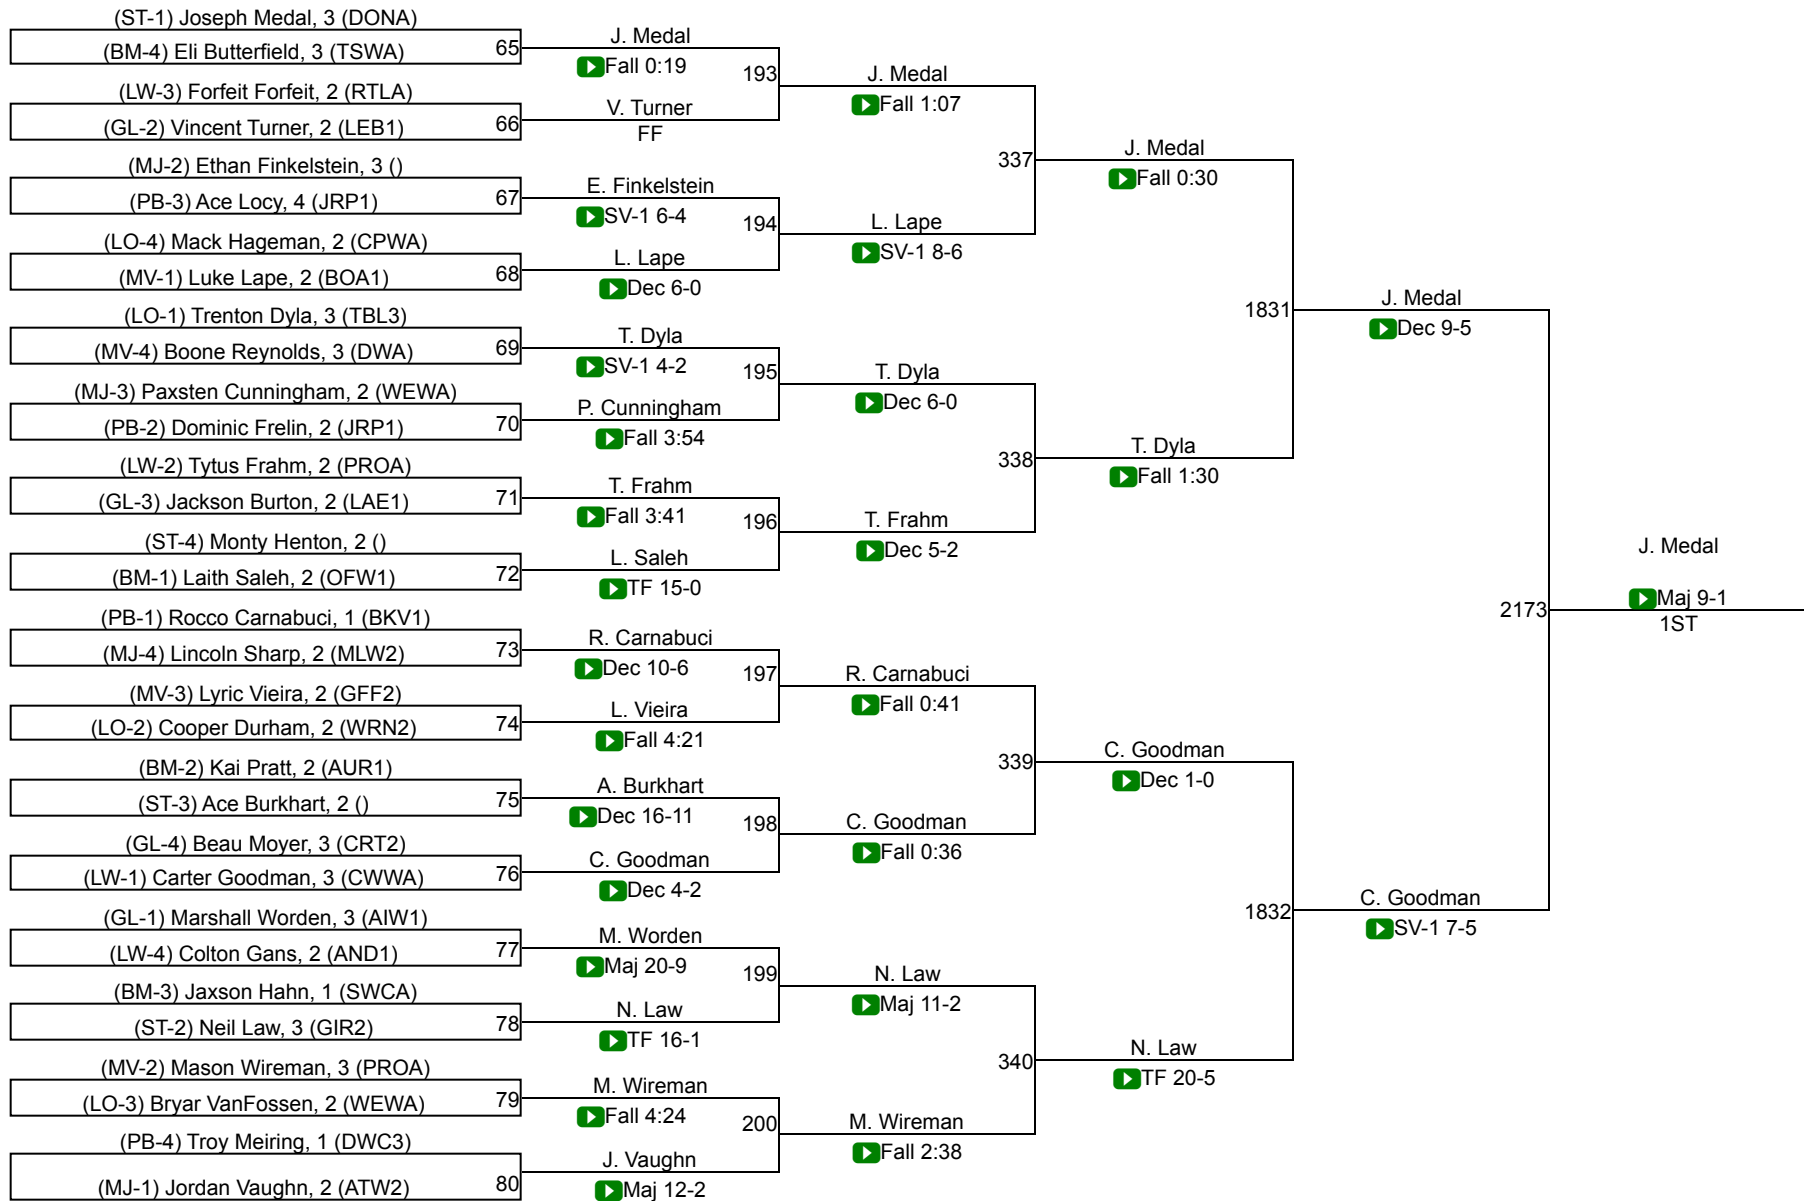 (ST-1) Joseph Medal, 3 (DONA)
(BM-4) Eli Butterfield, 3 (TSWA)
65
(LW-3) Forfeit Forfeit, 2 (RTLA)
(GL-2) Vincent Turner, 2 (LEB1)
66
(MJ-2) Ethan Finkelstein, 3 ()
(PB-3) Ace Locy, 4 (JRP1)
67
(LO-4) Mack Hageman, 2 (CPWA)
(MV-1) Luke Lape, 2 (BOA1)
68
(LO-1) Trenton Dyla, 3 (TBL3)
(MV-4) Boone Reynolds, 3 (DWA)
69
(MJ-3) Paxsten Cunningham, 2 (WEWA)
(PB-2) Dominic Frelin, 2 (JRP1)
70
(LW-2) Tytus Frahm, 2 (PROA)
(GL-3) Jackson Burton, 2 (LAE1)
71
(ST-4) Monty Henton, 2 ()
(BM-1) Laith Saleh, 2 (OFW1)
72
(PB-1) Rocco Carnabuci, 1 (BKV1)
(MJ-4) Lincoln Sharp, 2 (MLW2)
73
(MV-3) Lyric Vieira, 2 (GFF2)
(LO-2) Cooper Durham, 2 (WRN2)
74
(BM-2) Kai Pratt, 2 (AUR1)
(ST-3) Ace Burkhart, 2 ()
75
(GL-4) Beau Moyer, 3 (CRT2)
(LW-1) Carter Goodman, 3 (CWWA)
76
(GL-1) Marshall Worden, 3 (AIW1)
(LW-4) Colton Gans, 2 (AND1)
77
(BM-3) Jaxson Hahn, 1 (SWCA)
(ST-2) Neil Law, 3 (GIR2)
78
(MV-2) Mason Wireman, 3 (PROA)
(LO-3) Bryar VanFossen, 2 (WEWA)
79
(PB-4) Troy Meiring, 1 (DWC3)
(MJ-1) Jordan Vaughn, 2 (ATW2)
80
J. Medal
Fall 0:19
193
V. Turner
FF
E. Finkelstein
SV-1 6-4
194
L. Lape
Dec 6-0
T. Dyla
SV-1 4-2
195
P. Cunningham
Fall 3:54
T. Frahm
Fall 3:41
196
L. Saleh
TF 15-0
R. Carnabuci
Dec 10-6
197
L. Vieira
Fall 4:21
A. Burkhart
Dec 16-11
198
C. Goodman
Dec 4-2
M. Worden
Maj 20-9
199
N. Law
TF 16-1
M. Wireman
Fall 4:24
200
J. Vaughn
Maj 12-2
J. Medal
Fall 1:07
337
L. Lape
SV-1 8-6
T. Dyla
Dec 6-0
338
T. Frahm
Dec 5-2
R. Carnabuci
Fall 0:41
339
C. Goodman
Fall 0:36
N. Law
Maj 11-2
340
M. Wireman
Fall 2:38
J. Medal
Fall 0:30
1831
T. Dyla
Fall 1:30
C. Goodman
Dec 1-0
1832
N. Law
TF 20-5
J. Medal
Dec 9-5
2173
C. Goodman
SV-1 7-5
J. Medal
Maj 9-1
1ST